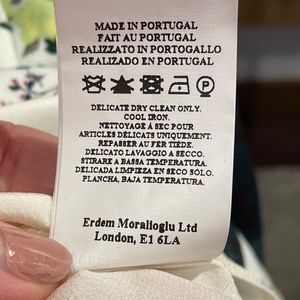 MADE IN PORTUGAL
FAIT AU PORTUGAL
REALIZZATO IN PORTOGALLO
REALIZADO EN PORTUGAL
P
DELICATE DRY CLEAN ONLY.
COOL IRON.
NETTOYAGE À SEC POUR
ARTICLES DÉLICATS UNIQUEMENT.
REPASSER AU FER TIÈDE.
DELICATO LAVAGGIO A SECCO.
STIRARE A BASSA TEMPERATURA.
DELICADA LIMPIEZA EN SECO SÓLO.
PLANCHA, BAJA TEMPERATURA.
Erdem Moralioglu Ltd
London, E1 6LA